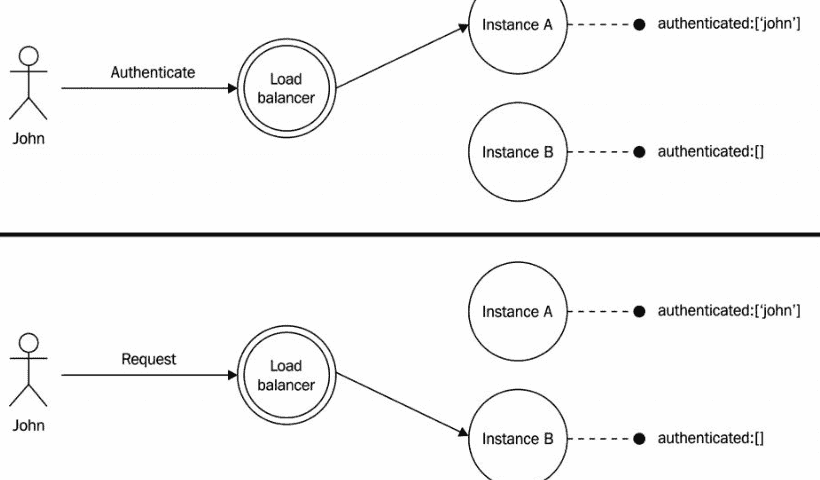 Instance A
authenticated:['john']
Authenticate
Load
balancer
John
Instance B
authenticated:[]
Instance A
authenticated:['john']
Request
Load
balancer
John
Instance B
authenticated:[]